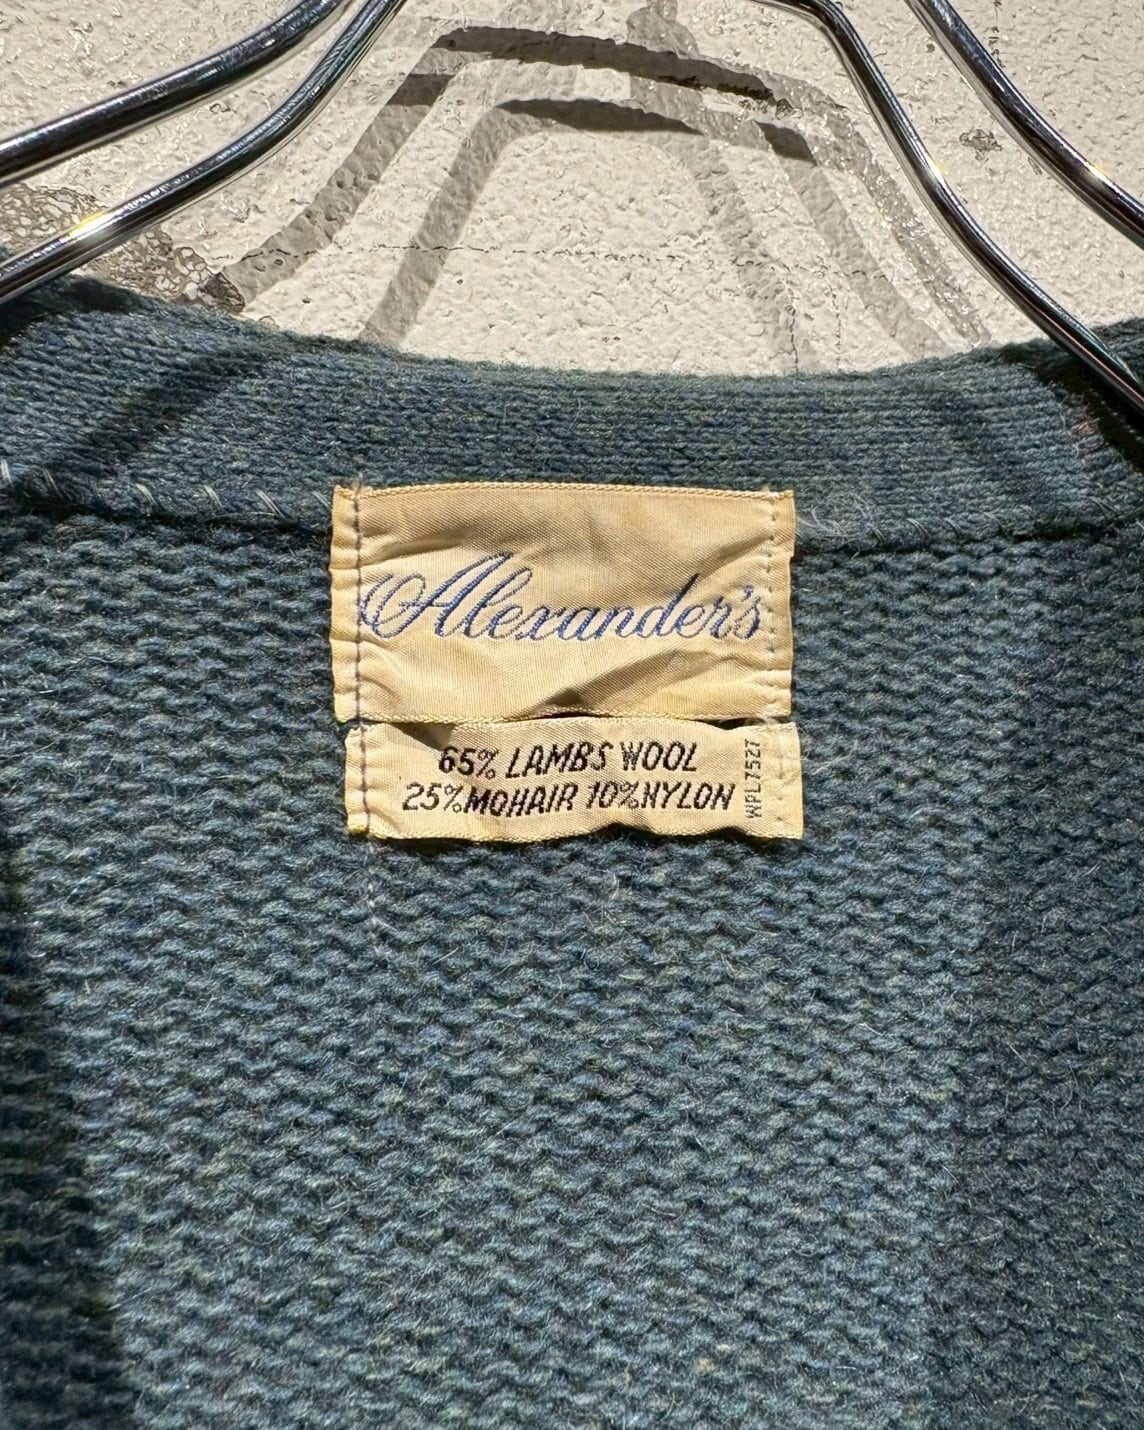 Alexander's
65% LAMBS WOOL
25% MOHAIR 10% NYLON
WPL7527